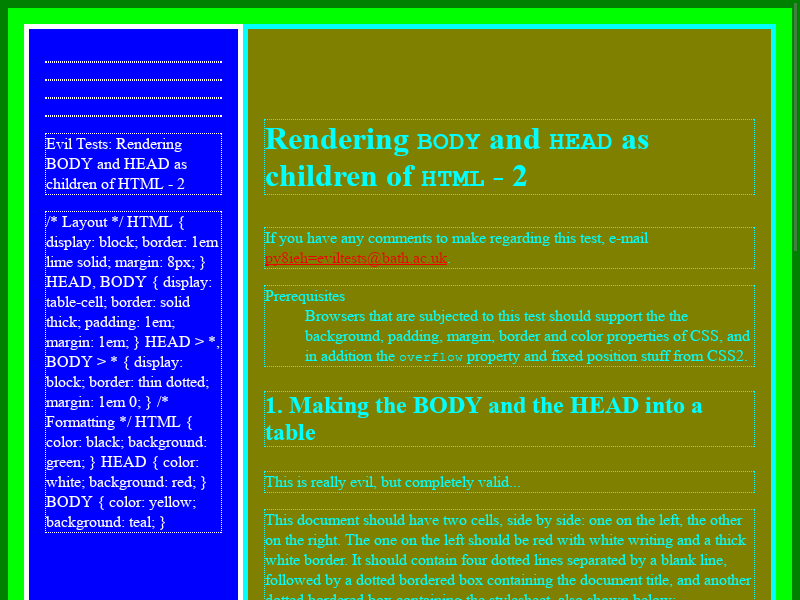 Evil Tests: Rendering
BODY and HEAD as
children of HTML - 2
/* Layout */ HTML {
display: block; border: 1em
lime solid; margin: 8px; }
HEAD, BODY { display:
table-cell; border: solid
thick; padding: 1em;
margin: 1em; } HEAD > *,
BODY > * { display:
block; border: thin dotted;
margin: 1em 0; } /*
Formatting */ HTML {
color: black; background:
green; } HEAD { color:
white; background: red; }
BODY { color: yellow;
background: teal; }
Rendering BODY and HEAD as
children of HTML - 2
If you have any comments to make regarding this test, e-mail
py8ieh=eviltests@bath.ac.uk.
Prerequisites
Browsers that are subjected to this test should support the the
background, padding, margin, border and color properties of CSS, and
in addition the overflow property and fixed position stuff from CSS2.
1. Making the BODY and the HEAD into a
table
This is really evil, but completely valid...
This document should have two cells, side by side: one on the left, the other
on the right. The one on the left should be red with white writing and a thick
white border. It should contain four dotted lines separated by a blank line,
followed by a dotted bordered box containing the document title, and another
dotted bordered box containing the stylesheet, also shown below: